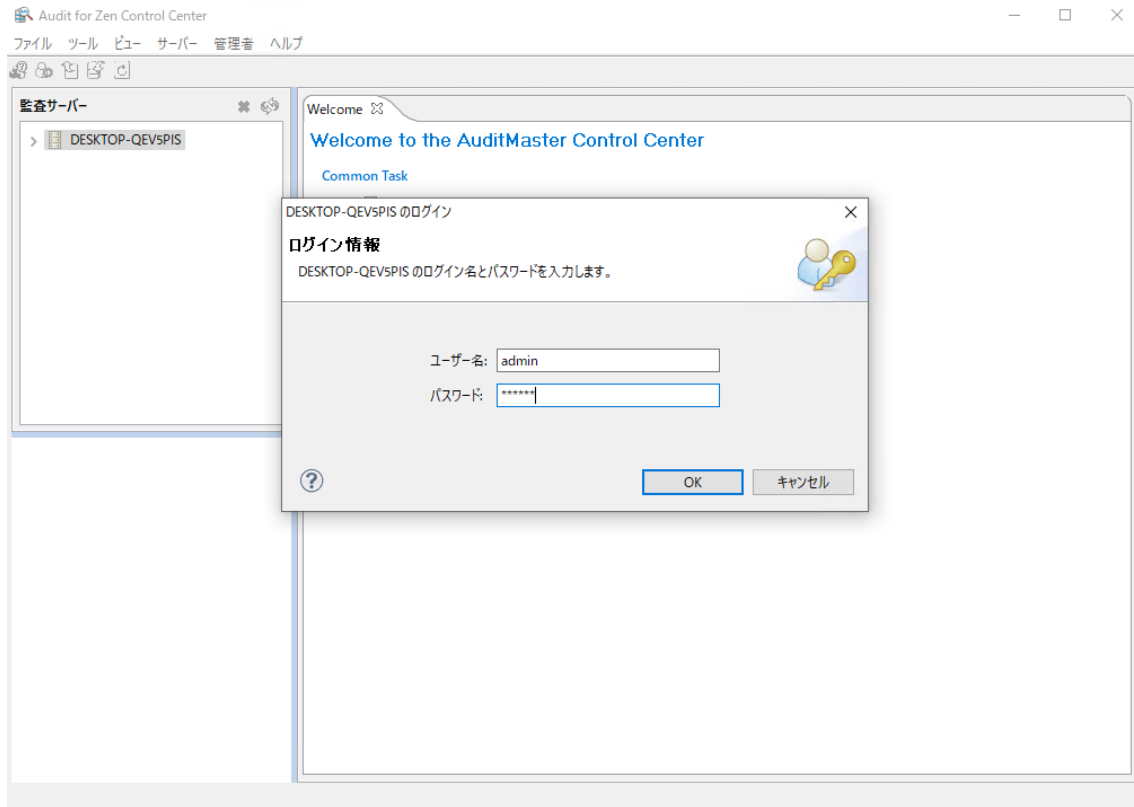 Audit for Zen Control Center
ファイル ツール ビュー サーバー 管理者 ヘルプ
監査サーバー
DESKTOP-QEV5PIS
Welcome
Welcome to the AuditMaster Control Center
Common Task
DESKTOP-QEV5PIS のログイン
ログイン情報
DESKTOP-QEV5PIS のログイン名とパスワードを入力します。
ユーザー名: admin
パスワード: ******
OK キャンセル